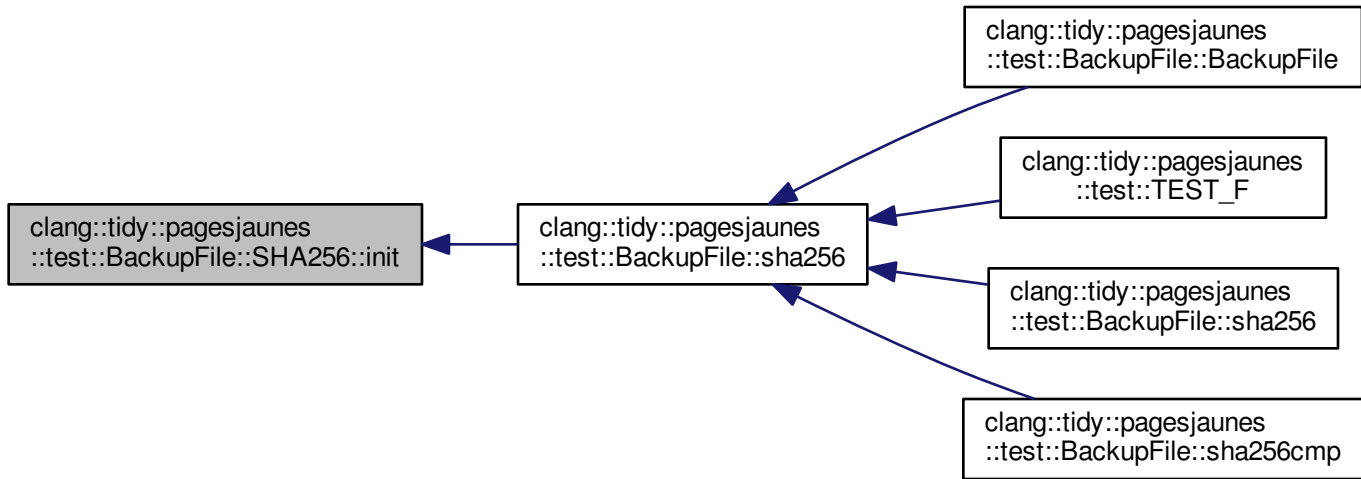 clang::tidy::pagesjaunes
::test::BackupFile::SHA256::init
clang::tidy::pagesjaunes
::test::BackupFile::sha256
clang::tidy::pagesjaunes
::test::BackupFile::BackupFile
clang::tidy::pagesjaunes
::test::TEST_F
clang::tidy::pagesjaunes
::test::BackupFile::sha256
clang::tidy::pagesjaunes
::test::BackupFile::sha256cmp